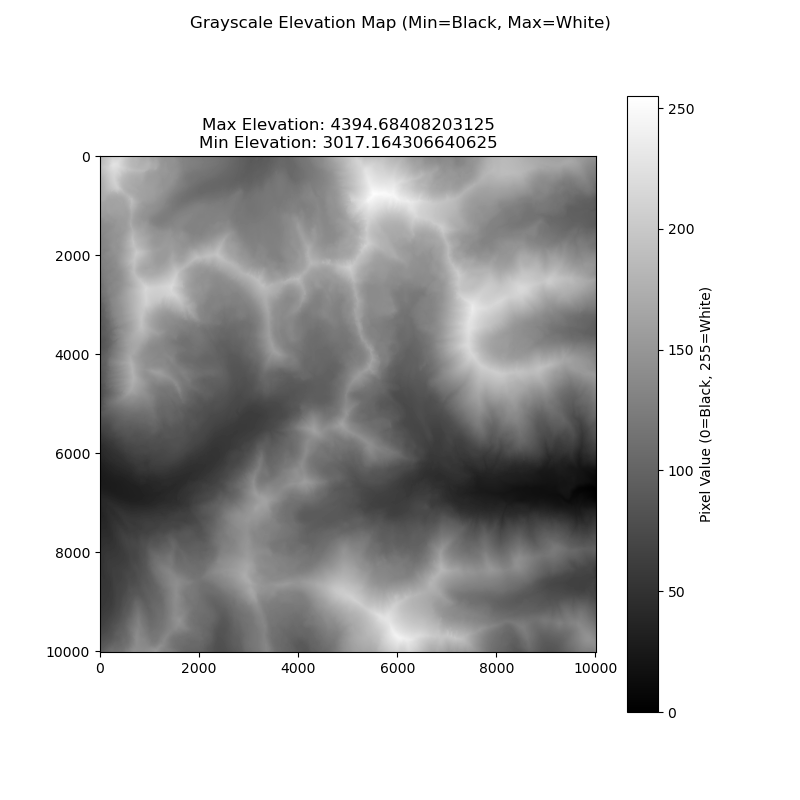 Grayscale Elevation Map (Min=Black, Max=White)
Max Elevation: 4394.68408203125
Min Elevation: 3017.164306640625
0
2000
4000
6000
8000
10000
0 2000 4000 6000 8000 10000
250
200
150
100
50
0
Pixel Value (0=Black, 255=White)